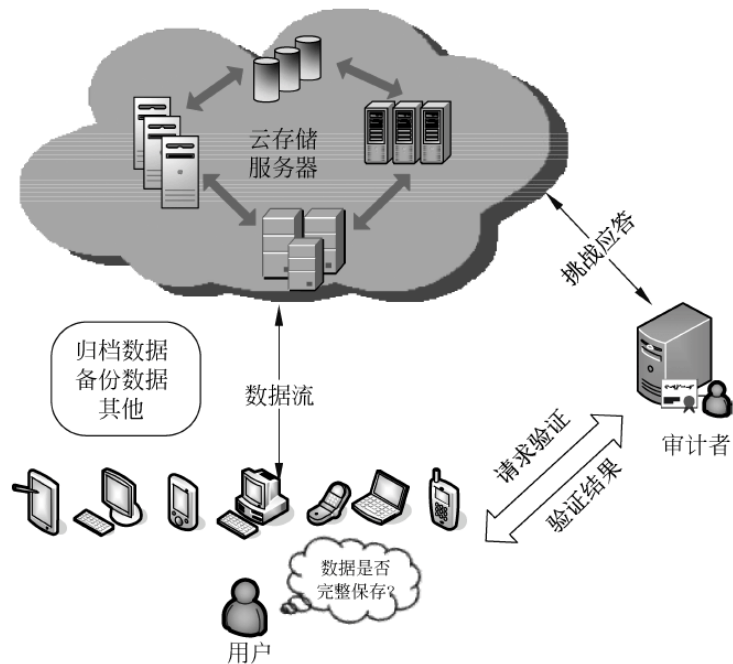 云存储
服务器
挑战应答
归档数据
备份数据
其他
数据流
审计者
请求验证
验证结果
数据是否
完整保存?
用户